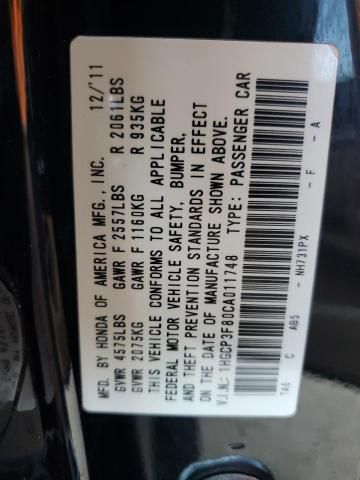 MFD. BY HONDA OF AMERICA MFG., INC. 12/11
GVWR 4575LBS GAWR F 2557LBS R 2061LBS
GVWR 2075KG GAWR F 1160KG R 935KG
THIS VEHICLE CONFORMS TO ALL APPLICABLE
FEDERAL MOTOR VEHICLE SAFETY, BUMPER,
AND THEFT PREVENTION STANDARDS IN EFFECT
ON THE DATE OF MANUFACTURE SHOWN ABOVE.
V.I.N.: 1HGCP3F80CA011748 TYPE: PASSENGER CAR
TA6 C AB5 - NH731PX - F - A